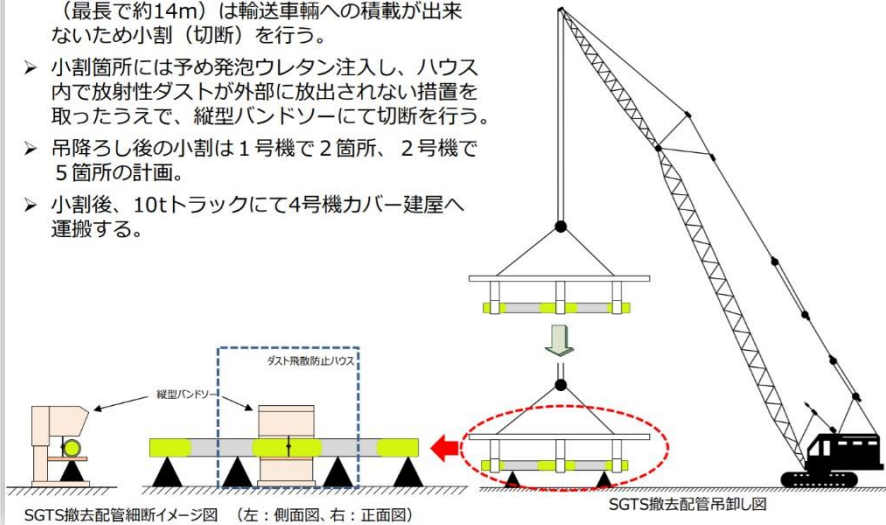 （最長で約14m）は輸送車輛への積載が出来
ないため小割（切断）を行う。
➢ 小割箇所には予め発泡ウレタン注入し、ハウス
内で放射性ダストが外部に放出されない措置を
取ったうえで、縦型バンドソーにて切断を行う。
➢ 吊降ろし後の小割は１号機で２箇所、２号機で
５箇所の計画。
➢ 小割後、10tトラックにて4号機カバー建屋へ
運搬する。
ダスト飛散防止ハウス
縦型バンドソー
SGTS撤去配管細断イメージ図　（左：側面図、右：正面図）
SGTS撤去配管吊卸し図